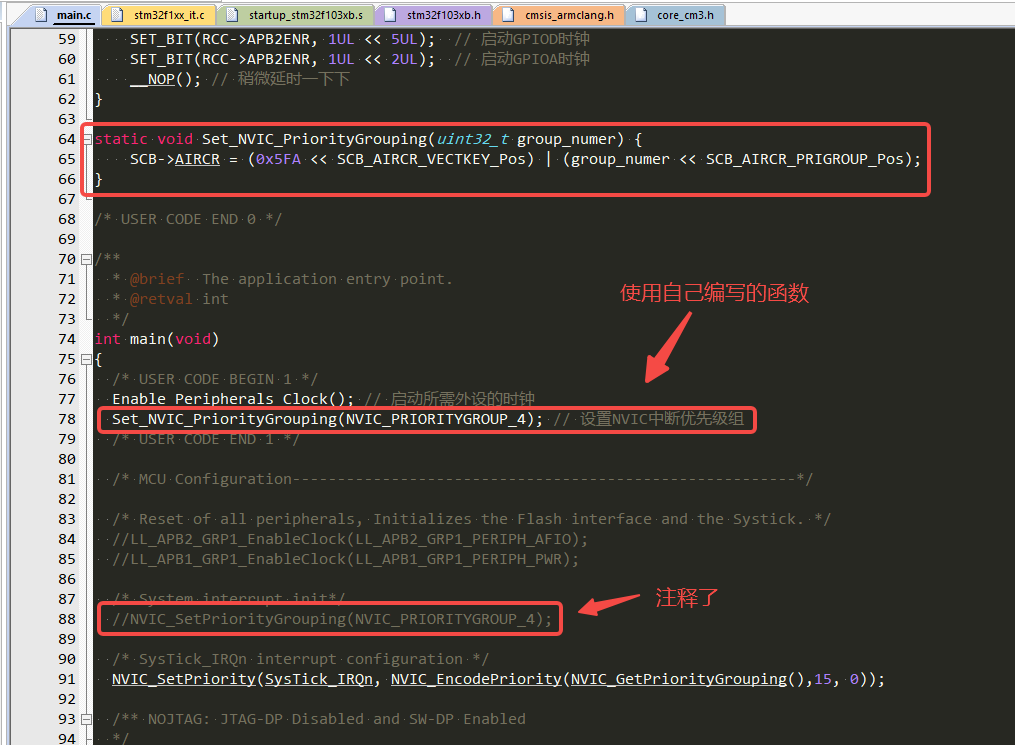 main.c stm32f1xx_it.c startup_stm32f103xb.s stm32f103xb.h cmsis_armclang.h core_cm3.h
59 SET_BIT(RCC->APB2ENR, 1UL << 5UL); // 启动GPIOD时钟
60 SET_BIT(RCC->APB2ENR, 1UL << 2UL); // 启动GPIOA时钟
61 __NOP(); // 稍微延时一下下
62 }
63
64 static void Set_NVIC_PriorityGrouping(uint32_t group_numer) {
65 SCB->AIRCR = (0x5FA << SCB_AIRCR_VECTKEY_Pos) | (group_numer << SCB_AIRCR_PRIGROUP_Pos);
66 }
67
68 /* USER CODE END 0 */
69
70 /**
71 * @brief The application entry point.
72 * @retval int
使用自己编写的函数
73 */
74 int main(void)
75 {
76 /* USER CODE BEGIN 1 */
77 Enable_Peripherals_Clock(); // 启动所需外设的时钟
78 Set_NVIC_PriorityGrouping(NVIC_PRIORITYGROUP_4); // 设置NVIC中断优先级组
79 /* USER CODE END 1 */
80
81 /* MCU Configuration--------------------------------------------------------*/
82
83 /* Reset of all peripherals, Initializes the Flash interface and the Systick. */
84 //LL_APB2_GRP1_EnableClock(LL_APB2_GRP1_PERIPH_AFIO);
85 //LL_APB1_GRP1_EnableClock(LL_APB1_GRP1_PERIPH_PWR);
86
87 /* System interrupt init*/
注释了
88 //NVIC_SetPriorityGrouping(NVIC_PRIORITYGROUP_4);
89
90 /* SysTick_IRQn interrupt configuration */
91 NVIC_SetPriority(SysTick_IRQn, NVIC_EncodePriority(NVIC_GetPriorityGrouping(),15, 0));
92
93 /** NOJTAG: JTAG-DP Disabled and SW-DP Enabled
94 */